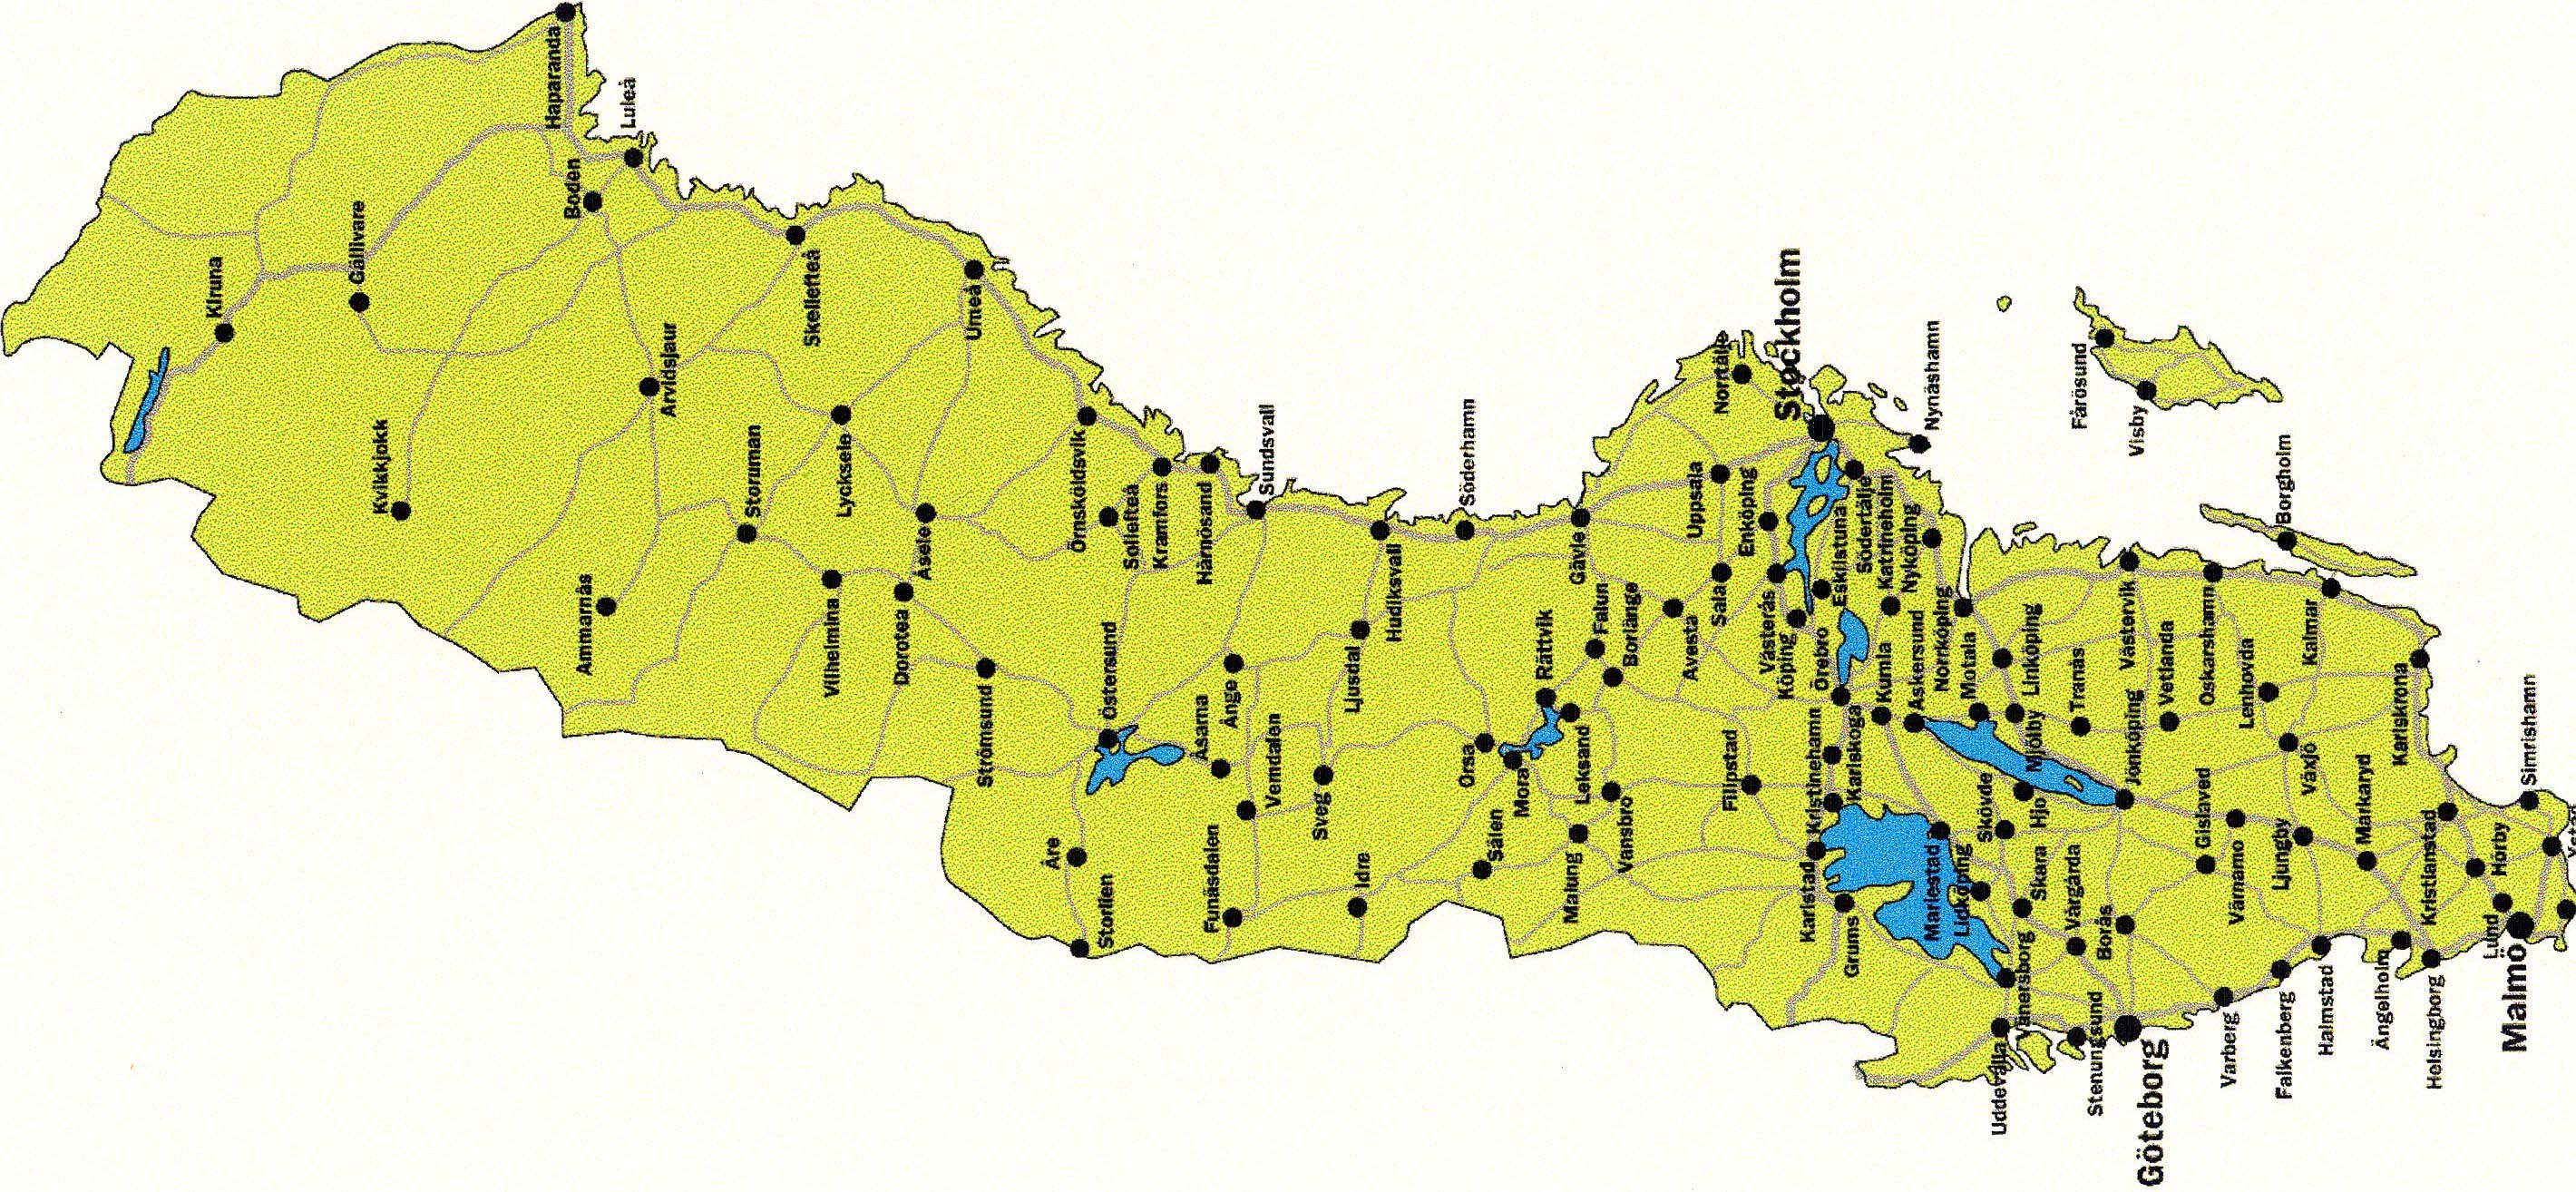 Haparanda
Luleå
Boden
Gällivare
Kiruna
Skellefteå
Umeå
Arvidsjaur
Kvikkjokk
Storuman
Lycksele
Örnsköldsvik
Åsele
Ammarnäs
Vilhelmina
Dorotea
Strömsund
Östersund
Sollefteå
Kramfors
Härnösand
Sundsvall
Söderhamn
Hudiksvall
Ljusdal
Ånge
Åsarna
Vemdalen
Sveg
Åre
Storlien
Funäsdalen
Idre
Orsa
Mora
Sälen
Rättvik
Leksand
Malung
Vansbro
Gävle
Falun
Borlänge
Avesta
Sala
Uppsala
Enköping
Norrtälje
Stockholm
Nynäshamn
Västerås
Köping
Eskilstuna
Södertälje
Katrineholm
Nyköping
Örebro
Kumla
Askersund
Norrköping
Motala
Linköping
Mjölby
Filipstad
Kristinehamn
Karlskoga
Karlstad
Grums
Mariestad
Lidköping
Skövde
Hjo
Skara
Vårgårda
Vänersborg
Uddevalla
Stenungsund
Göteborg
Borås
Jönköping
Tranås
Västervik
Vetlanda
Oskarshamn
Lenhovda
Kalmar
Borgholm
Visby
Fårösund
Gislaved
Värnamo
Ljungby
Växjö
Markaryd
Karlskrona
Kristianstad
Hörby
Simrishamn
Varberg
Falkenberg
Halmstad
Ängelholm
Helsingborg
Lund
Malmö